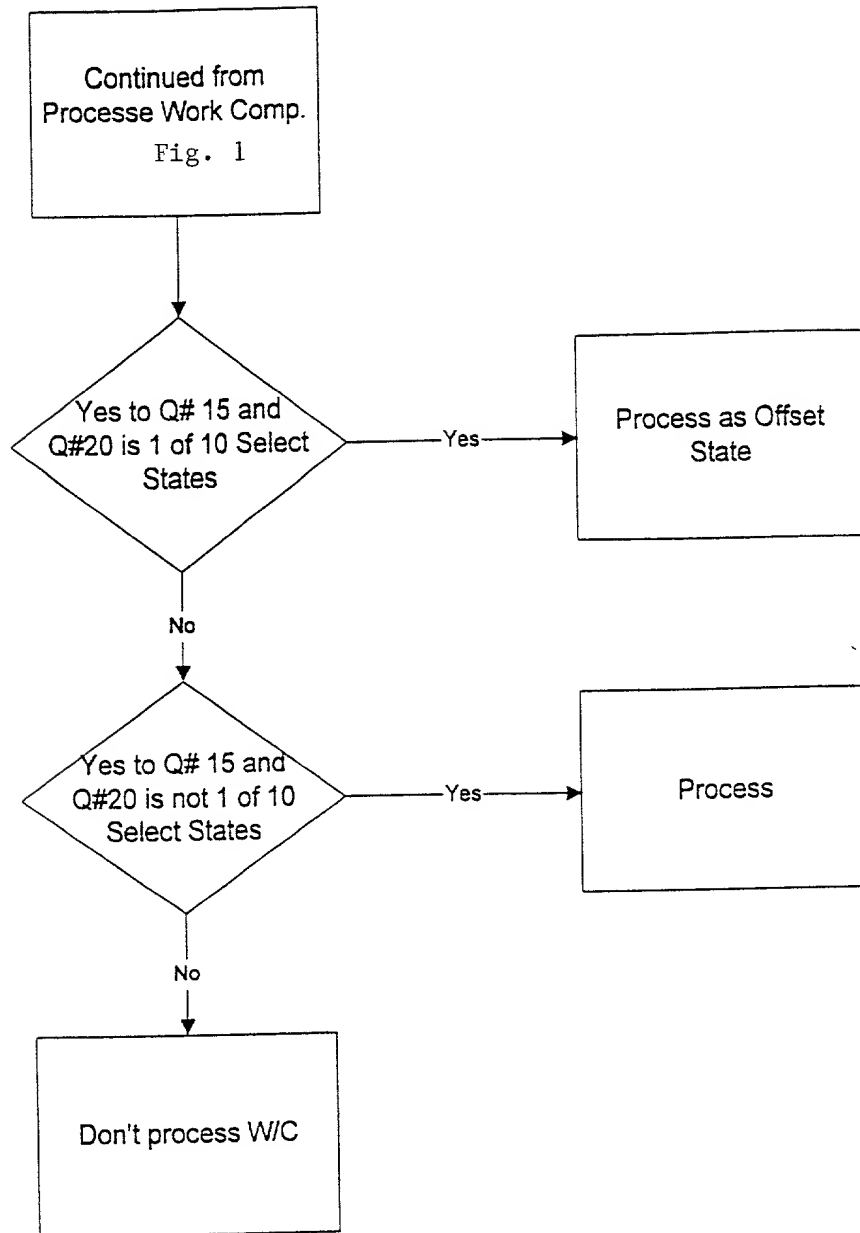 Continued from
Processe Work Comp.
Fig. 1
Yes to Q# 15 and
Q#20 is 1 of 10 Select
States
Yes
Process as Offset
State
No
Yes to Q# 15 and
Q#20 is not 1 of 10
Select States
Yes
Process
No
Don't process W/C